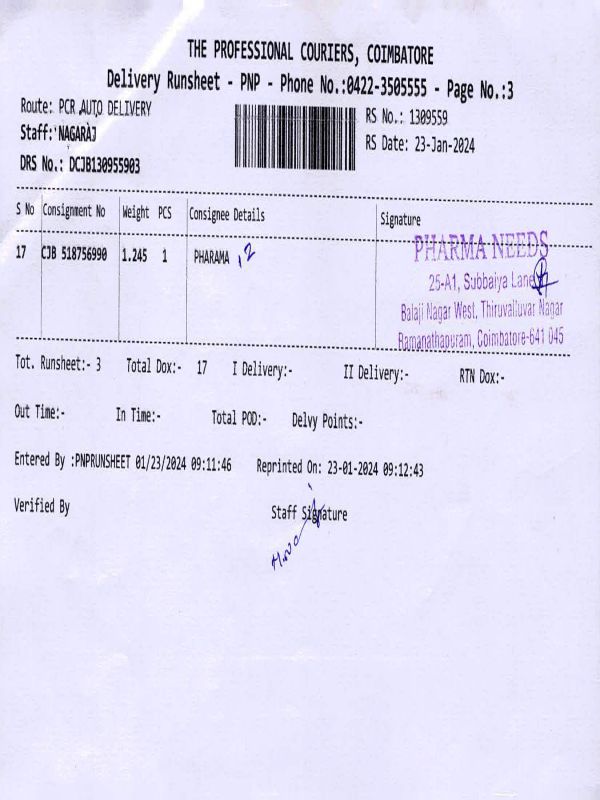 THE PROFESSIONAL COURIERS, COIMBATORE
Delivery Runsheet - PNP - Phone No.:0422-3505555 - Page No.:3
Route: PCR AUTO DELIVERY RS No.: 1309559
Staff: NAGARAJ RS Date: 23-Jan-2024
DRS No.: DCJB130955903
S No Consignment No Weight PCS Consignee Details Signature
17 CJB 518756990 1.245 1 PHARAMA 12
PHARMA NEEDS
25-A1, Subbaiya Lane
Balaji Nagar West, Thiruvalluvar Nagar
Ramanathapuram, Coimbatore-641 045
Tot. Runsheet:- 3 Total Dox:- 17 I Delivery:- II Delivery:- RTN Dox:-
Out Time:- In Time:- Total POD:- Delvy Points:-
Entered By :PNPRUNSHEET 01/23/2024 09:11:46 Reprinted On: 23-01-2024 09:12:43
Verified By Staff Signature